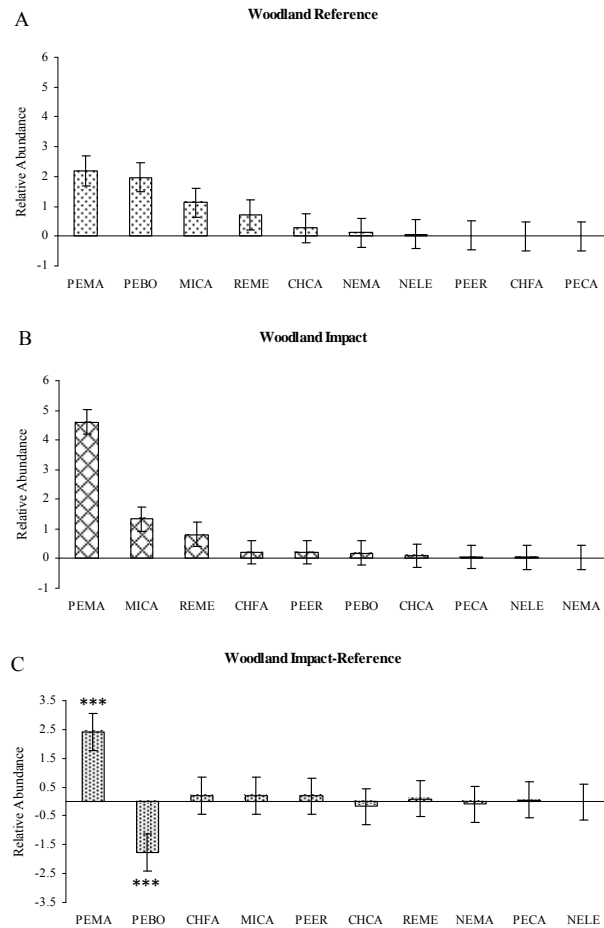 A
Woodland Reference
6
5
4
3
2
1
0
-1
Relative Abundance
PEMA PEBO MICA REME CHCA NEMA NELE PEER CHFA PECA
B
Woodland Impact
6
5
4
3
2
1
0
-1
Relative Abundance
PEMA MICA REME CHFA PEER PEBO CHCA PECA NELE NEMA
C
Woodland Impact-Reference
3.5
2.5
1.5
0.5
-0.5
-1.5
-2.5
-3.5
Relative Abundance
***
***
PEMA PEBO CHFA MICA PEER CHCA REME NEMA PECA NELE